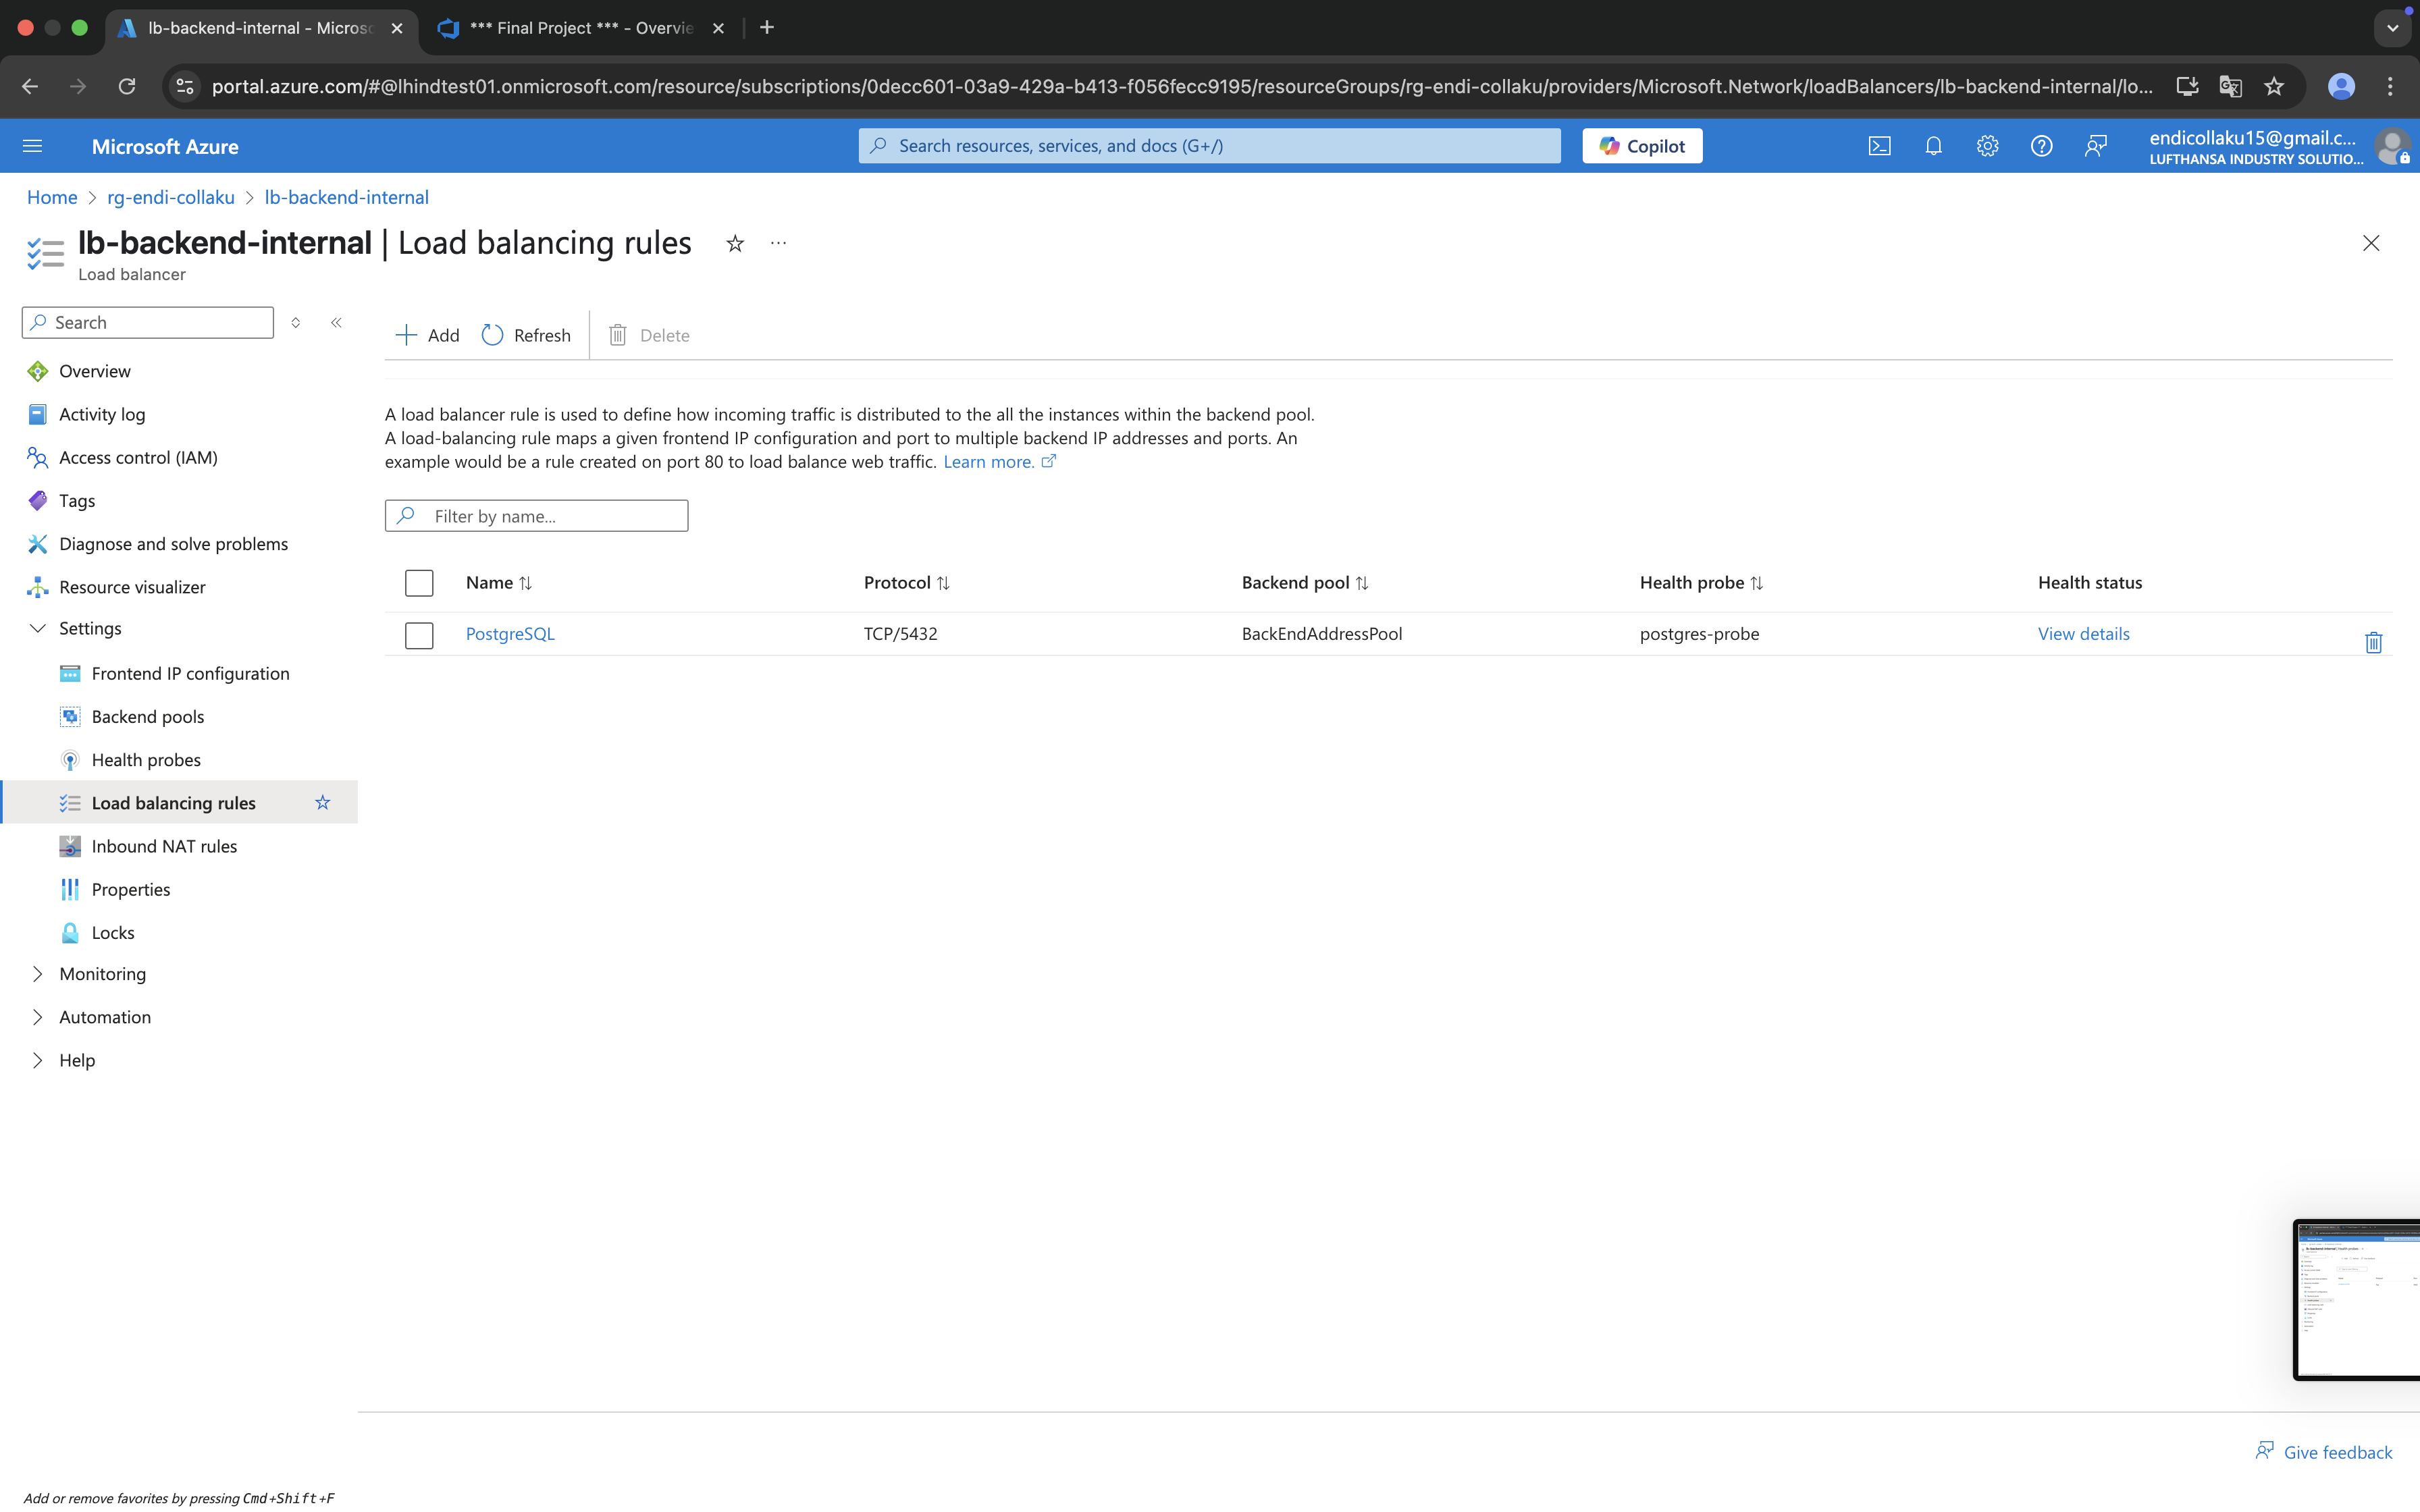 lb-backend-internal - Microso
*** Final Project *** - Overvie
portal.azure.com/#@lhindtest01.onmicrosoft.com/resource/subscriptions/0decc601-03a9-429a-b413-f056fecc9195/resourceGroups/rg-endi-collaku/providers/Microsoft.Network/loadBalancers/lb-backend-internal/lo...
Microsoft Azure
Search resources, services, and docs (G+/)
Copilot
endicollaku15@gmail.c...
LUFTHANSA INDUSTRY SOLUTIO...
Home > rg-endi-collaku > lb-backend-internal
lb-backend-internal | Load balancing rules
Load balancer
Search
Add
Refresh
Delete
Overview
Activity log
Access control (IAM)
Tags
Diagnose and solve problems
Resource visualizer
Settings
Frontend IP configuration
Backend pools
Health probes
Load balancing rules
Inbound NAT rules
Properties
Locks
Monitoring
Automation
Help
A load balancer rule is used to define how incoming traffic is distributed to the all the instances within the backend pool.
A load-balancing rule maps a given frontend IP configuration and port to multiple backend IP addresses and ports. An
example would be a rule created on port 80 to load balance web traffic. Learn more.
Filter by name...
Name Protocol Backend pool Health probe Health status
PostgreSQL TCP/5432 BackEndAddressPool postgres-probe View details
Give feedback
Add or remove favorites by pressing Cmd+Shift+F